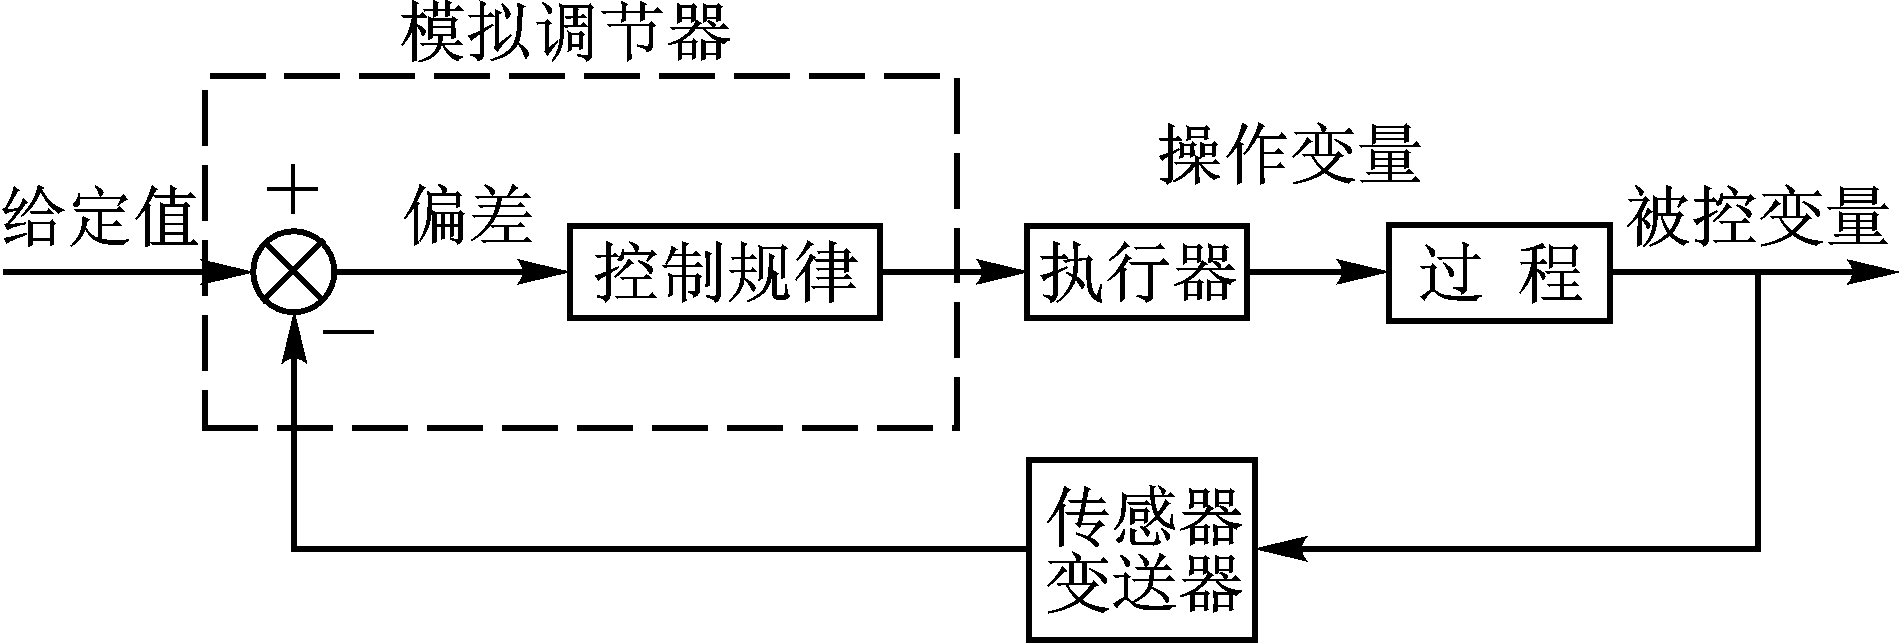 模拟调节器
操作变量
给定值
+
偏差
被控变量
控制规律
执行器
过 程
−
传感器
变送器